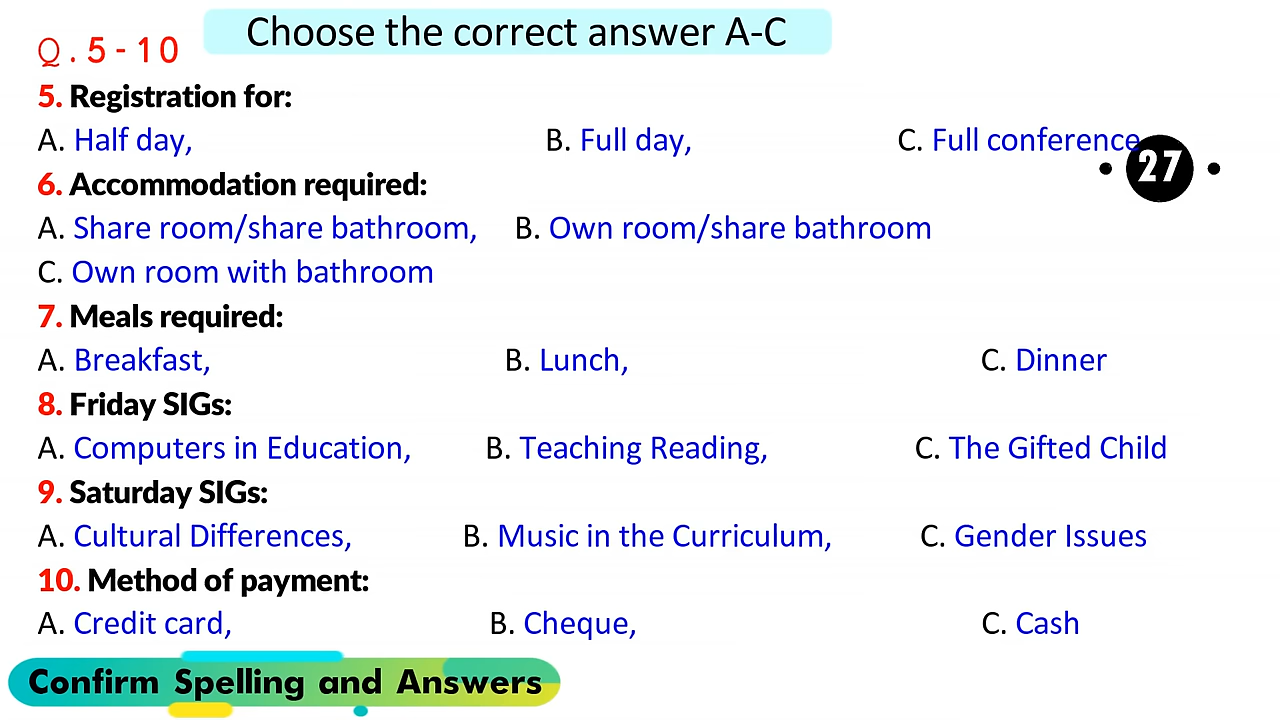 Choose the correct answer A-C
Q.5-10
5. Registration for:
A. Half day, B. Full day, C. Full conference
27
6. Accommodation required:
A. Share room/share bathroom, B. Own room/share bathroom
C. Own room with bathroom
7. Meals required:
A. Breakfast, B. Lunch, C. Dinner
8. Friday SIGs:
A. Computers in Education, B. Teaching Reading, C. The Gifted Child
9. Saturday SIGs:
A. Cultural Differences, B. Music in the Curriculum, C. Gender Issues
10. Method of payment:
A. Credit card, B. Cheque, C. Cash
Confirm Spelling and Answers